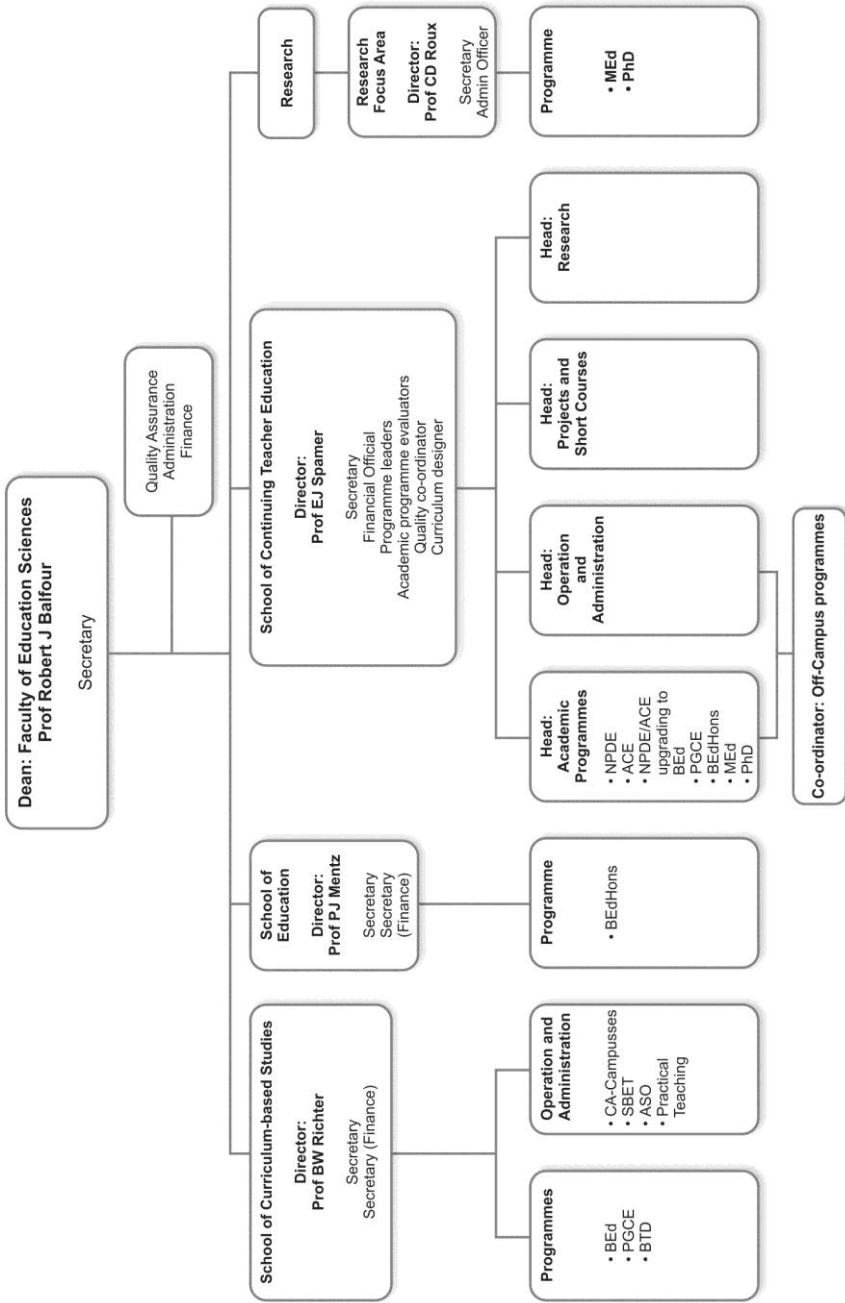 Dean: Faculty of Education Sciences
Prof Robert J Balfour
Secretary
Quality Assurance
Administration
Finance
School of Curriculum-based Studies
Director:
Prof BW Richter
Secretary
Secretary (Finance)
Programmes
• BEd
• PGCE
• BTD
Operation and
Administration
• CA-Campusses
• SBET
• ASO
• Practical
Teaching
School of
Education
Director:
Prof PJ Mentz
Secretary
Secretary
(Finance)
Programme
• BEdHons
School of Continuing Teacher Education
Director:
Prof EJ Spamer
Secretary
Financial Official
Programme leaders
Academic programme evaluators
Quality co-ordinator
Curriculum designer
Head:
Academic
Programmes
• NPDE
• ACE
• NPDE/ACE
upgrading to
BEd
• PGCE
• BEdHons
• MEd
• PhD
Head:
Operation
and
Administration
Head:
Projects and
Short Courses
Head:
Research
Co-ordinator: Off-Campus programmes
Research
Research
Focus Area
Director:
Prof CD Roux
Secretary
Admin Officer
Programme
• MEd
• PhD